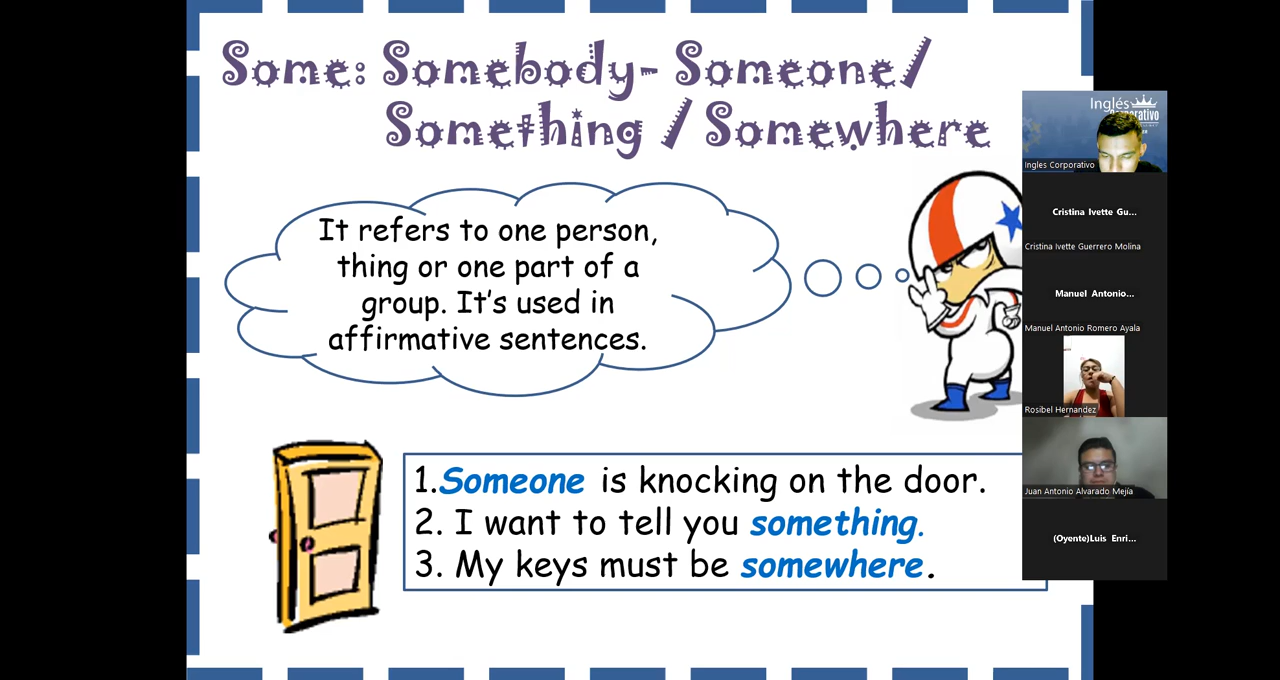 Some: Somebody- Someone/
Something / Somewhere
It refers to one person,
thing or one part of a
group. It's used in
affirmative sentences.
1.Someone is knocking on the door.
2. I want to tell you something.
3. My keys must be somewhere.
Inglés
Corporativo
Ingles Corporativo
Cristina Ivette Gu...
Cristina Ivette Guerrero Molina
Manuel Antonio...
Manuel Antonio Romero Ayala
Rosibel Hernandez
Juan Antonio Alvarado Mejía
(Oyente)Luis Enri...